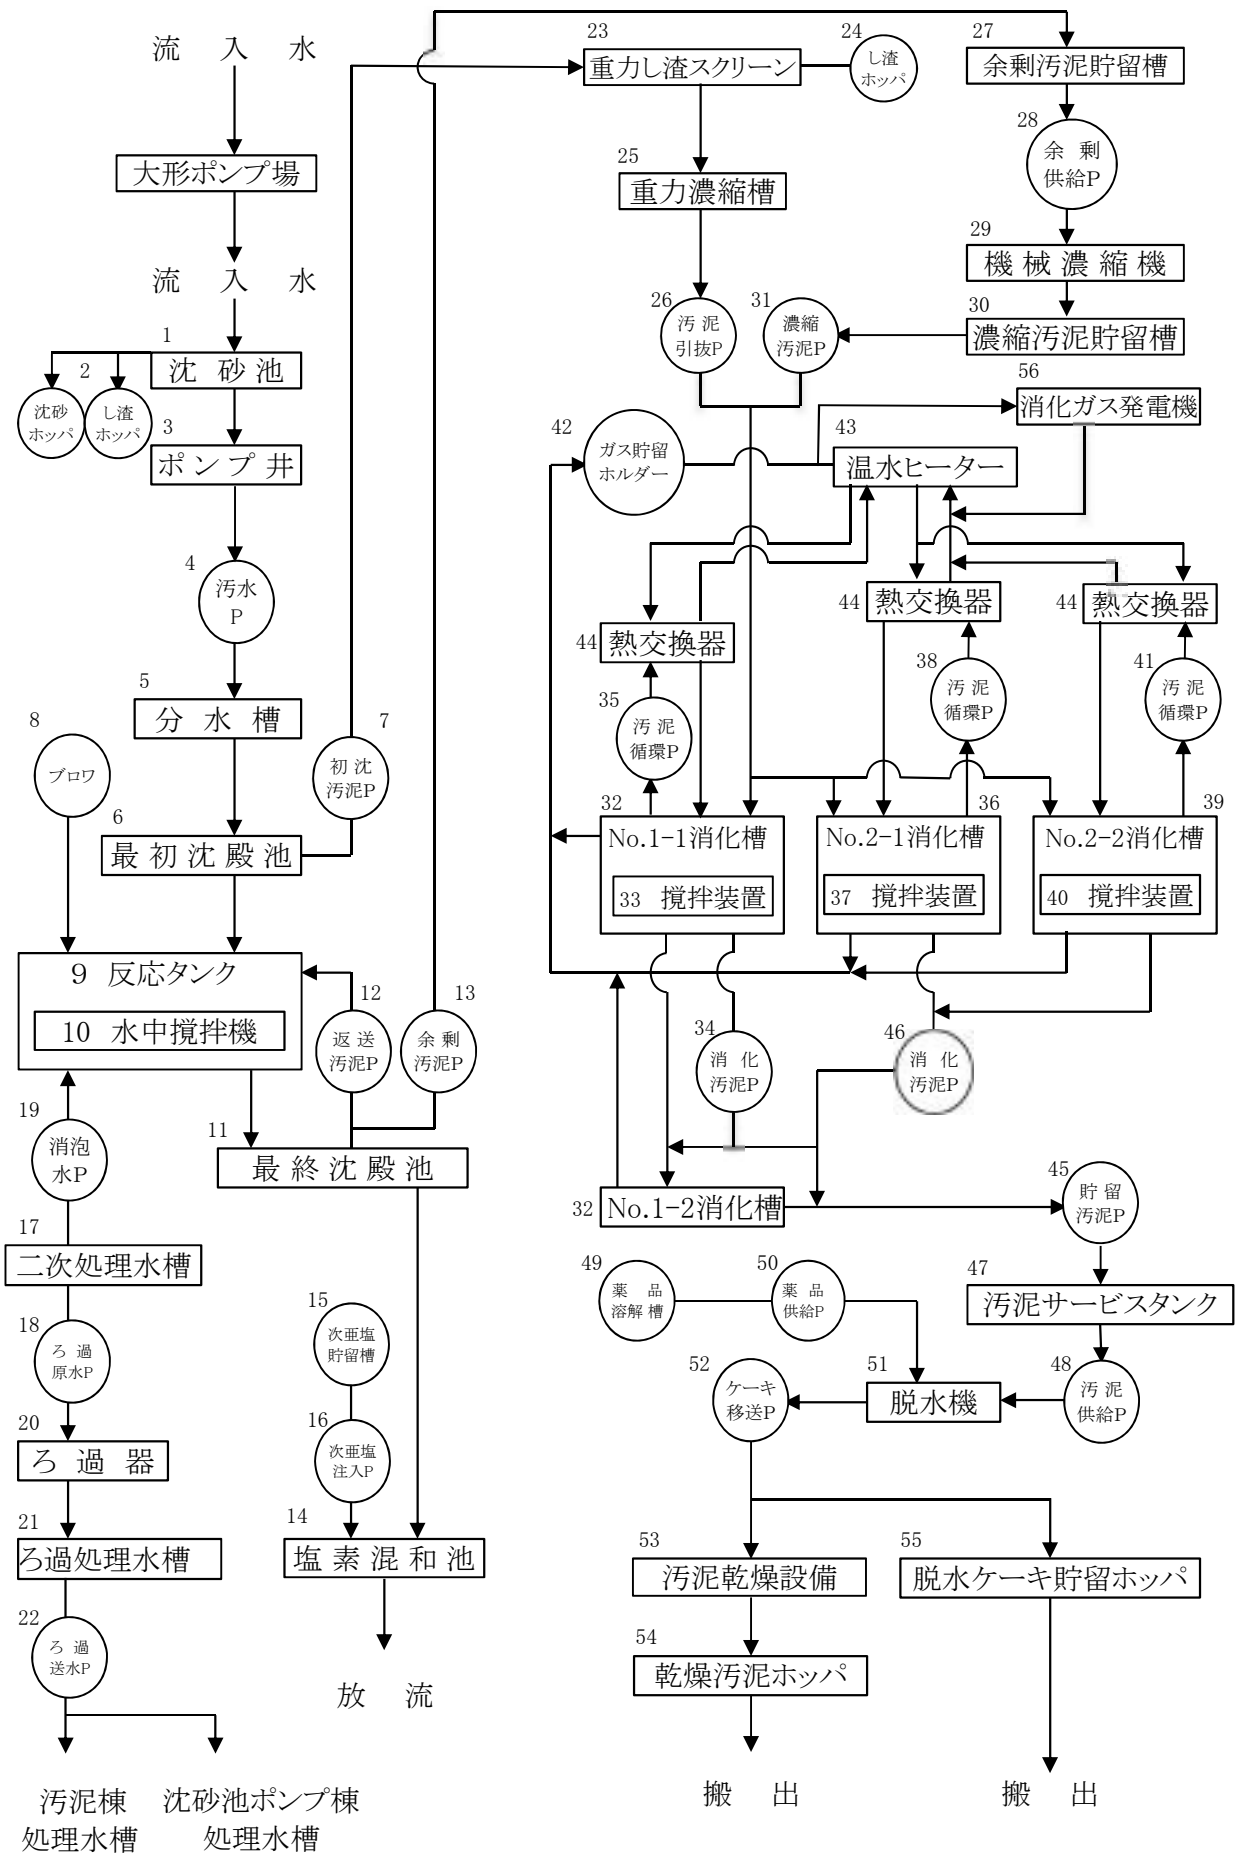 流　入　水
大形ポンプ場
流　入　水
1
沈 砂 池
2
沈砂
ホッパ
し渣
ホッパ
3
ポ ン プ 井
4
汚水
P
5
分 水 槽
6
最 初 沈 殿 池
7
初 沈
汚泥P
8
ブロワ
9 反応タンク
10 水中撹拌機
11
最 終 沈 殿 池
12
返 送
汚泥P
13
余 剰
汚泥P
19
消泡
水P
17
二次処理水槽
18
ろ 過
原水P
20
ろ 過 器
21
ろ過処理水槽
22
ろ 過
送水P
汚泥棟
処理水槽
沈砂池ポンプ棟
処理水槽
15
次亜塩
貯留槽
16
次亜塩
注入P
14
塩 素 混 和 池
放　流
23
重力し渣スクリーン
24
し渣
ホッパ
25
重力濃縮槽
26
汚 泥
引抜P
27
余剰汚泥貯留槽
28
余 剰
供給P
29
機 械 濃 縮 機
30
濃縮汚泥貯留槽
31
濃縮
汚泥P
56
消化ガス発電機
42
ガス貯留
ホルダー
43
温水ヒーター
44
熱交換器
44
熱交換器
44
熱交換器
35
汚 泥
循環P
38
汚 泥
循環P
41
汚 泥
循環P
32
No.1-1消化槽
33 撹拌装置
36
No.2-1消化槽
37 撹拌装置
39
No.2-2消化槽
40 撹拌装置
34
消 化
汚泥P
46
消 化
汚泥P
32
No.1-2消化槽
45
貯 留
汚泥P
47
汚泥サービスタンク
48
汚 泥
供給P
49
薬 品
溶解 槽
50
薬 品
供給P
51
脱水機
52
ケーキ
移送P
53
汚泥乾燥設備
54
乾燥汚泥ホッパ
搬　出
55
脱水ケーキ貯留ホッパ
搬　出